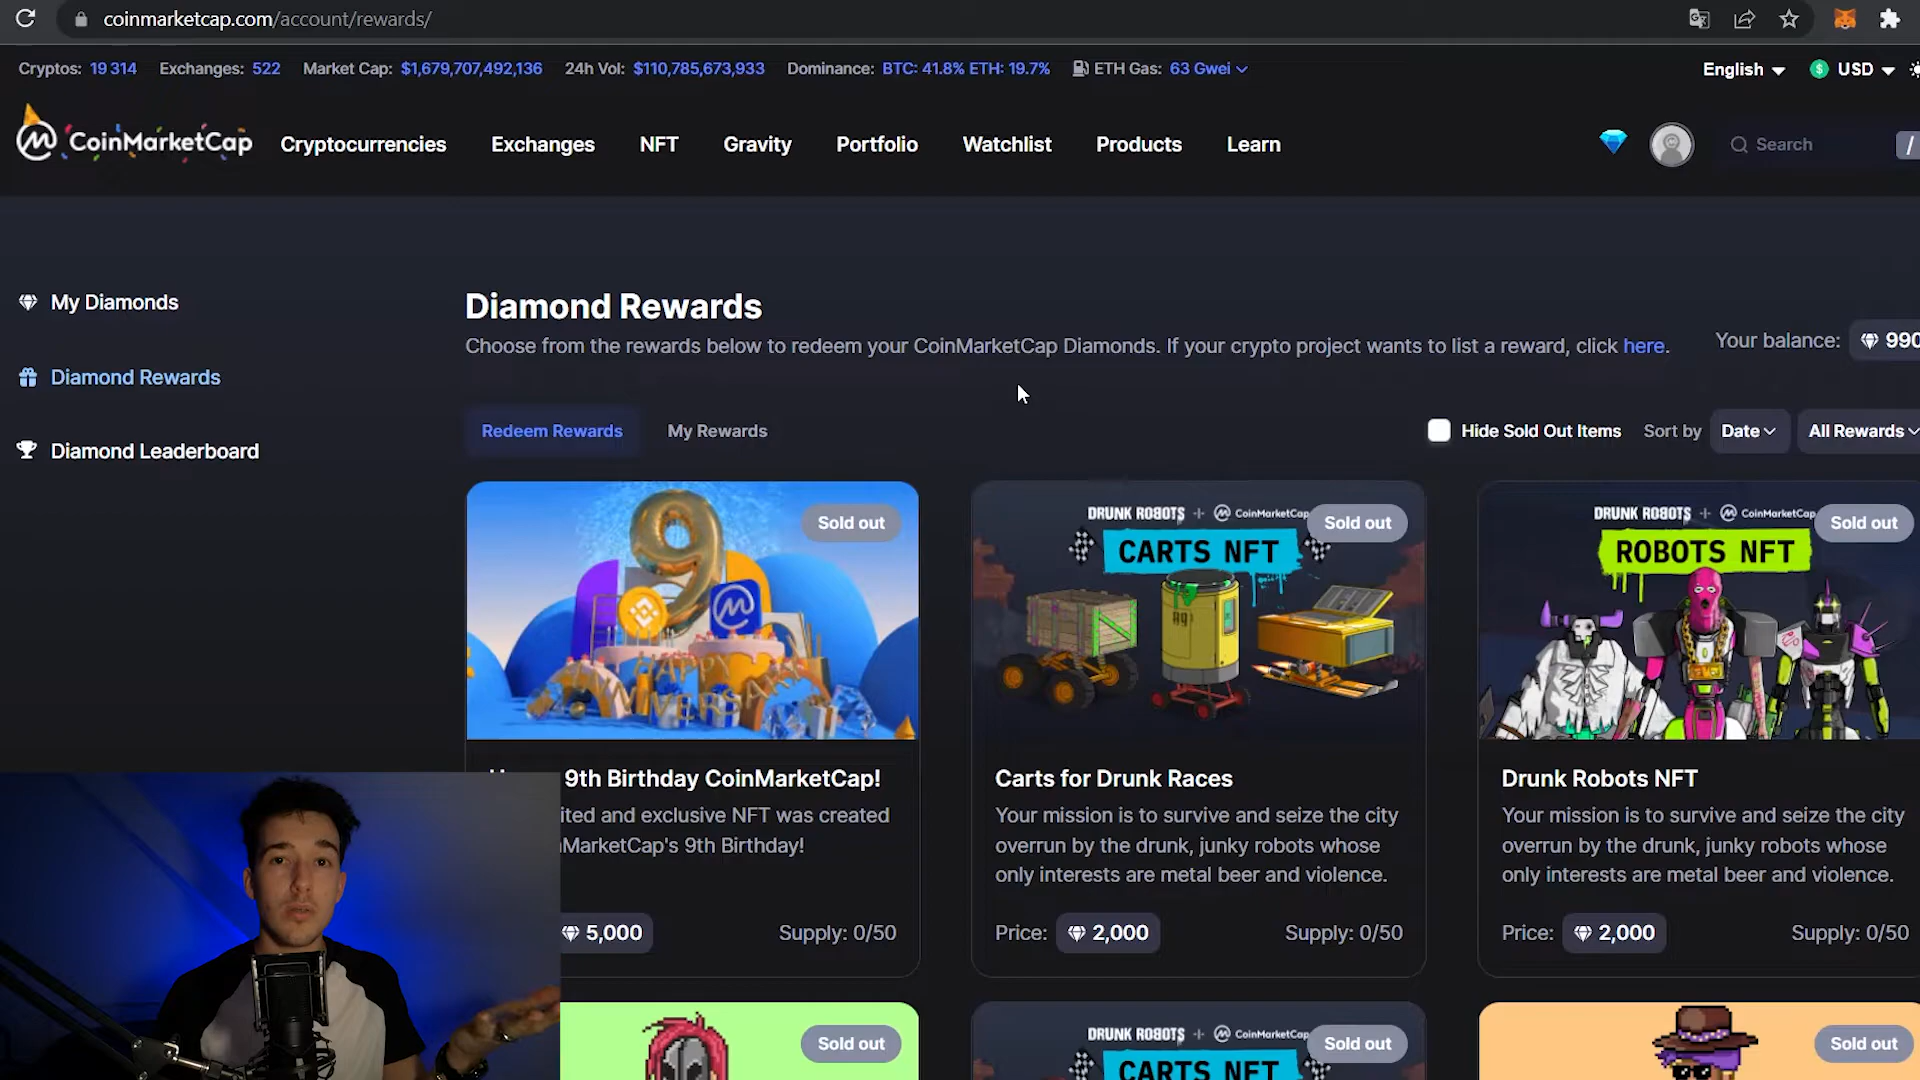 coinmarketcap.com/account/rewards/
Cryptos: 19 314 Exchanges: 522 Market Cap: $1,679,707,492,136 24h Vol: $110,785,673,933 Dominance: BTC: 41.8% ETH: 19.7% ETH Gas: 63 Gwei
English USD
CoinMarketCap Cryptocurrencies Exchanges NFT Gravity Portfolio Watchlist Products Learn Search /
My Diamonds
Diamond Rewards
Diamond Leaderboard
Diamond Rewards
Choose from the rewards below to redeem your CoinMarketCap Diamonds. If your crypto project wants to list a reward, click here.
Your balance: 990
Redeem Rewards My Rewards
Hide Sold Out Items Sort by Date All Rewards
Sold out
9
HAPPY
ANNIVERSARY
9th Birthday CoinMarketCap!
ited and exclusive NFT was created
MarketCap's 9th Birthday!
5,000 Supply: 0/50
DRUNK ROBOTS + CoinMarketCap
Sold out
CARTS NFT
Carts for Drunk Races
Your mission is to survive and seize the city
overrun by the drunk, junky robots whose
only interests are metal beer and violence.
Price: 2,000 Supply: 0/50
DRUNK ROBOTS + CoinMarketCap
Sold out
ROBOTS NFT
Drunk Robots NFT
Your mission is to survive and seize the city
overrun by the drunk, junky robots whose
only interests are metal beer and violence.
Price: 2,000 Supply: 0/50
Sold out
DRUNK ROBOTS + CoinMarketCap
Sold out
CARTS NFT
Sold out